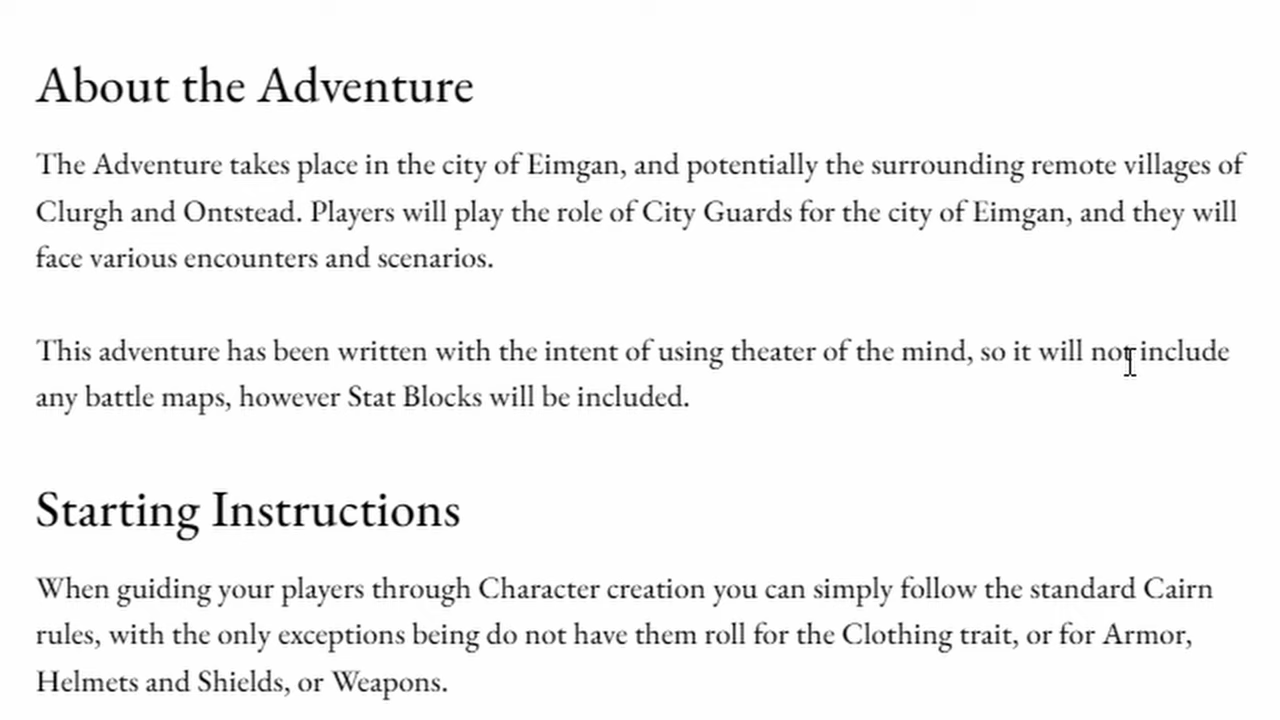 About the Adventure
The Adventure takes place in the city of Eimgan, and potentially the surrounding remote villages of
Clurgh and Ontstead. Players will play the role of City Guards for the city of Eimgan, and they will
face various encounters and scenarios.
This adventure has been written with the intent of using theater of the mind, so it will not include
any battle maps, however Stat Blocks will be included.
Starting Instructions
When guiding your players through Character creation you can simply follow the standard Cairn
rules, with the only exceptions being do not have them roll for the Clothing trait, or for Armor,
Helmets and Shields, or Weapons.